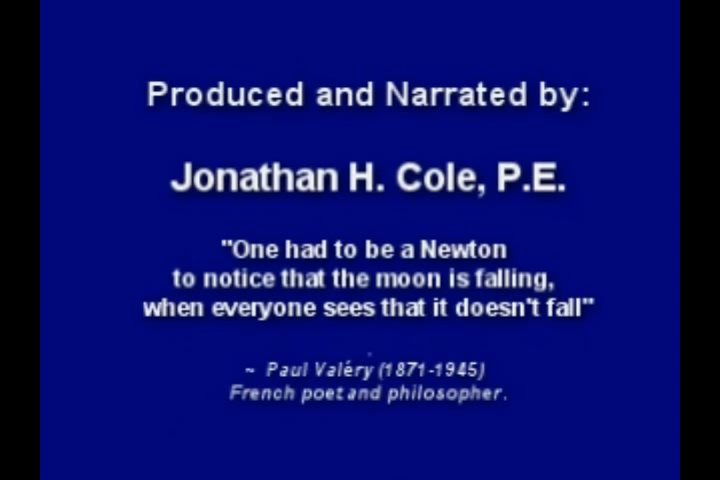 Produced and Narrated by:
Jonathan H. Cole, P.E.
"One had to be a Newton
to notice that the moon is falling,
when everyone sees that it doesn't fall"
~ Paul Valéry (1871-1945)
French poet and philosopher.